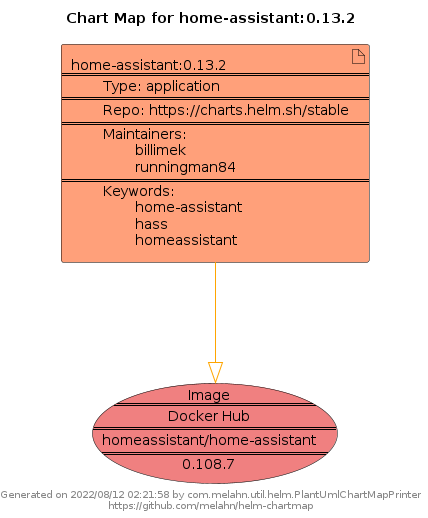 Chart Map for home-assistant:0.13.2
home-assistant:0.13.2
Type: application
Repo: https://charts.helm.sh/stable
Maintainers:
billimek
runningman84
Keywords:
home-assistant
hass
homeassistant
Image
Docker Hub
homeassistant/home-assistant
0.108.7
Generated on 2022/08/12 02:21:58 by com.melahn.util.helm.PlantUmlChartMapPrinter
https://github.com/melahn/helm-chartmap